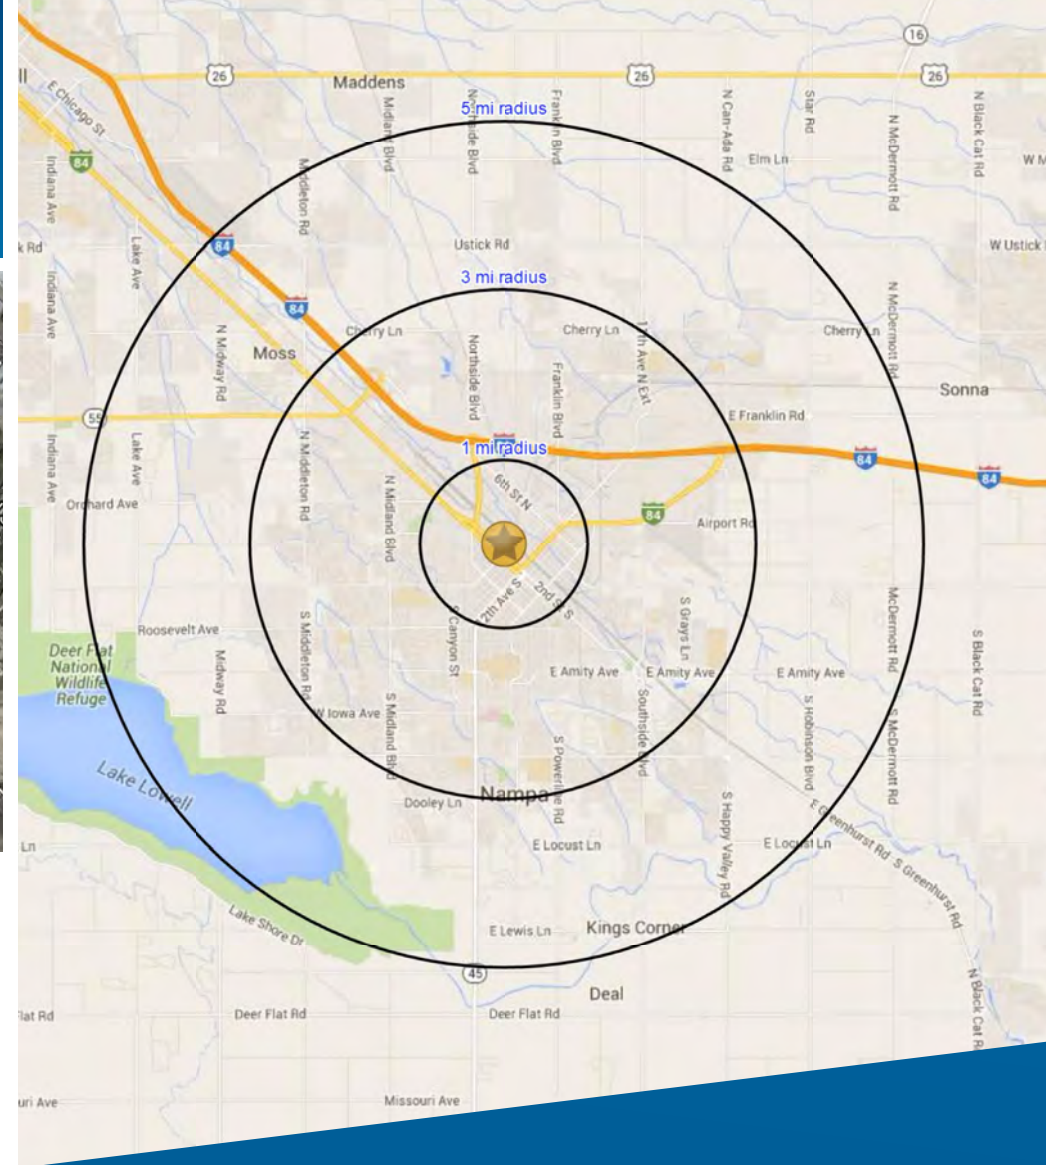 16
26
26
26
Maddens
E Chicago St
5 mi radius
N Can-Ada Rd
Star Rd
N Black Cat Rd
Midland Blvd
Franklin Blvd
N McDermott Rd
84
Elm Ln
W M
Indiana Ave
Middleton Rd
84
Ustick Rd
W Ustick
k Rd
Lake Ave
3 mi radius
Indiana Ave
84
N McDermott Rd
Cherry Ln
Cherry Ln
Cherry Ln
11th Ave N Ext
N Midway Rd
Moss
Northside Blvd
Franklin Blvd
Sonna
55
E Franklin Rd
Indiana Ave
Lake Ave
N Middleton Rd
1 mi radius
84
84
N Midland Blvd
6th St N
Orchard Ave
84
Airport Rd
2nd St S
S Canyon St
S Grays Ln
McDermott Rd
Roosevelt Ave
Deer Flat
National
Wildlife
Refuge
S Middleton Rd
Midway Rd
S Black Cat Rd
E Amity Ave
E Amity Ave
E Amity Ave
W Iowa Ave
S Midland Blvd
Southside Blvd
S Robinson Blvd
S McDermott Rd
S Powerline Rd
Lake Lowell
Nampa
Dooley Ln
S Happy Valley Rd
E Greenhurst Rd
S Greenhurst Rd
Ln
E Locust Ln
E Locust Ln
Lake Shore Dr
E Lewis Ln
Kings Corner
45
N Black Cat R
Deal
lat Rd
Deer Flat Rd
Deer Flat Rd
uri Ave
Missouri Ave